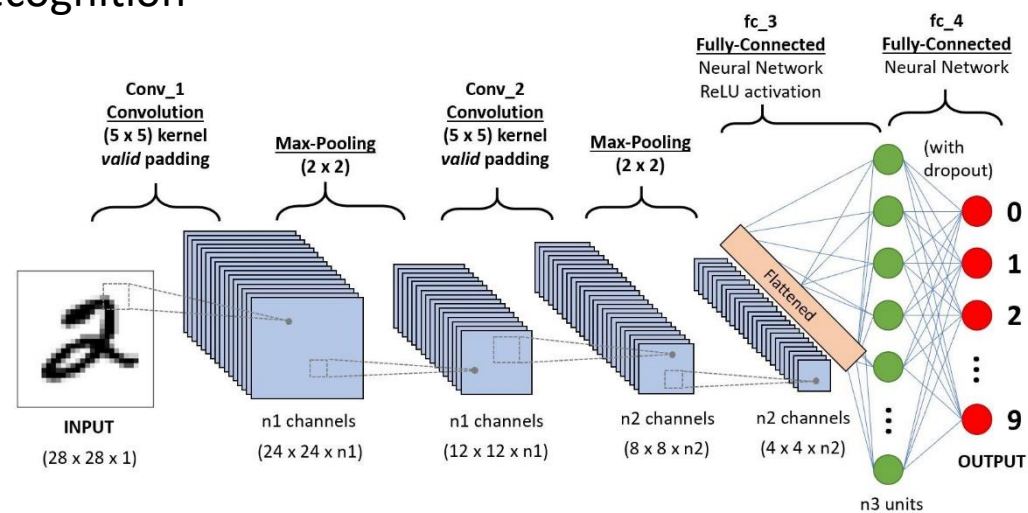 fc_3
Fully-Connected
Neural Network
ReLU activation
fc_4
Fully-Connected
Neural Network
Conv_1
Convolution
(5 x 5) kernel
valid padding
Max-Pooling
(2 x 2)
Conv_2
Convolution
(5 x 5) kernel
valid padding
Max-Pooling
(2 x 2)
(with
dropout)
Flattened
0
1
2
9
INPUT
(28 x 28 x 1)
n1 channels
(24 x 24 x n1)
n1 channels
(12 x 12 x n1)
n2 channels
(8 x 8 x n2)
n2 channels
(4 x 4 x n2)
OUTPUT
n3 units